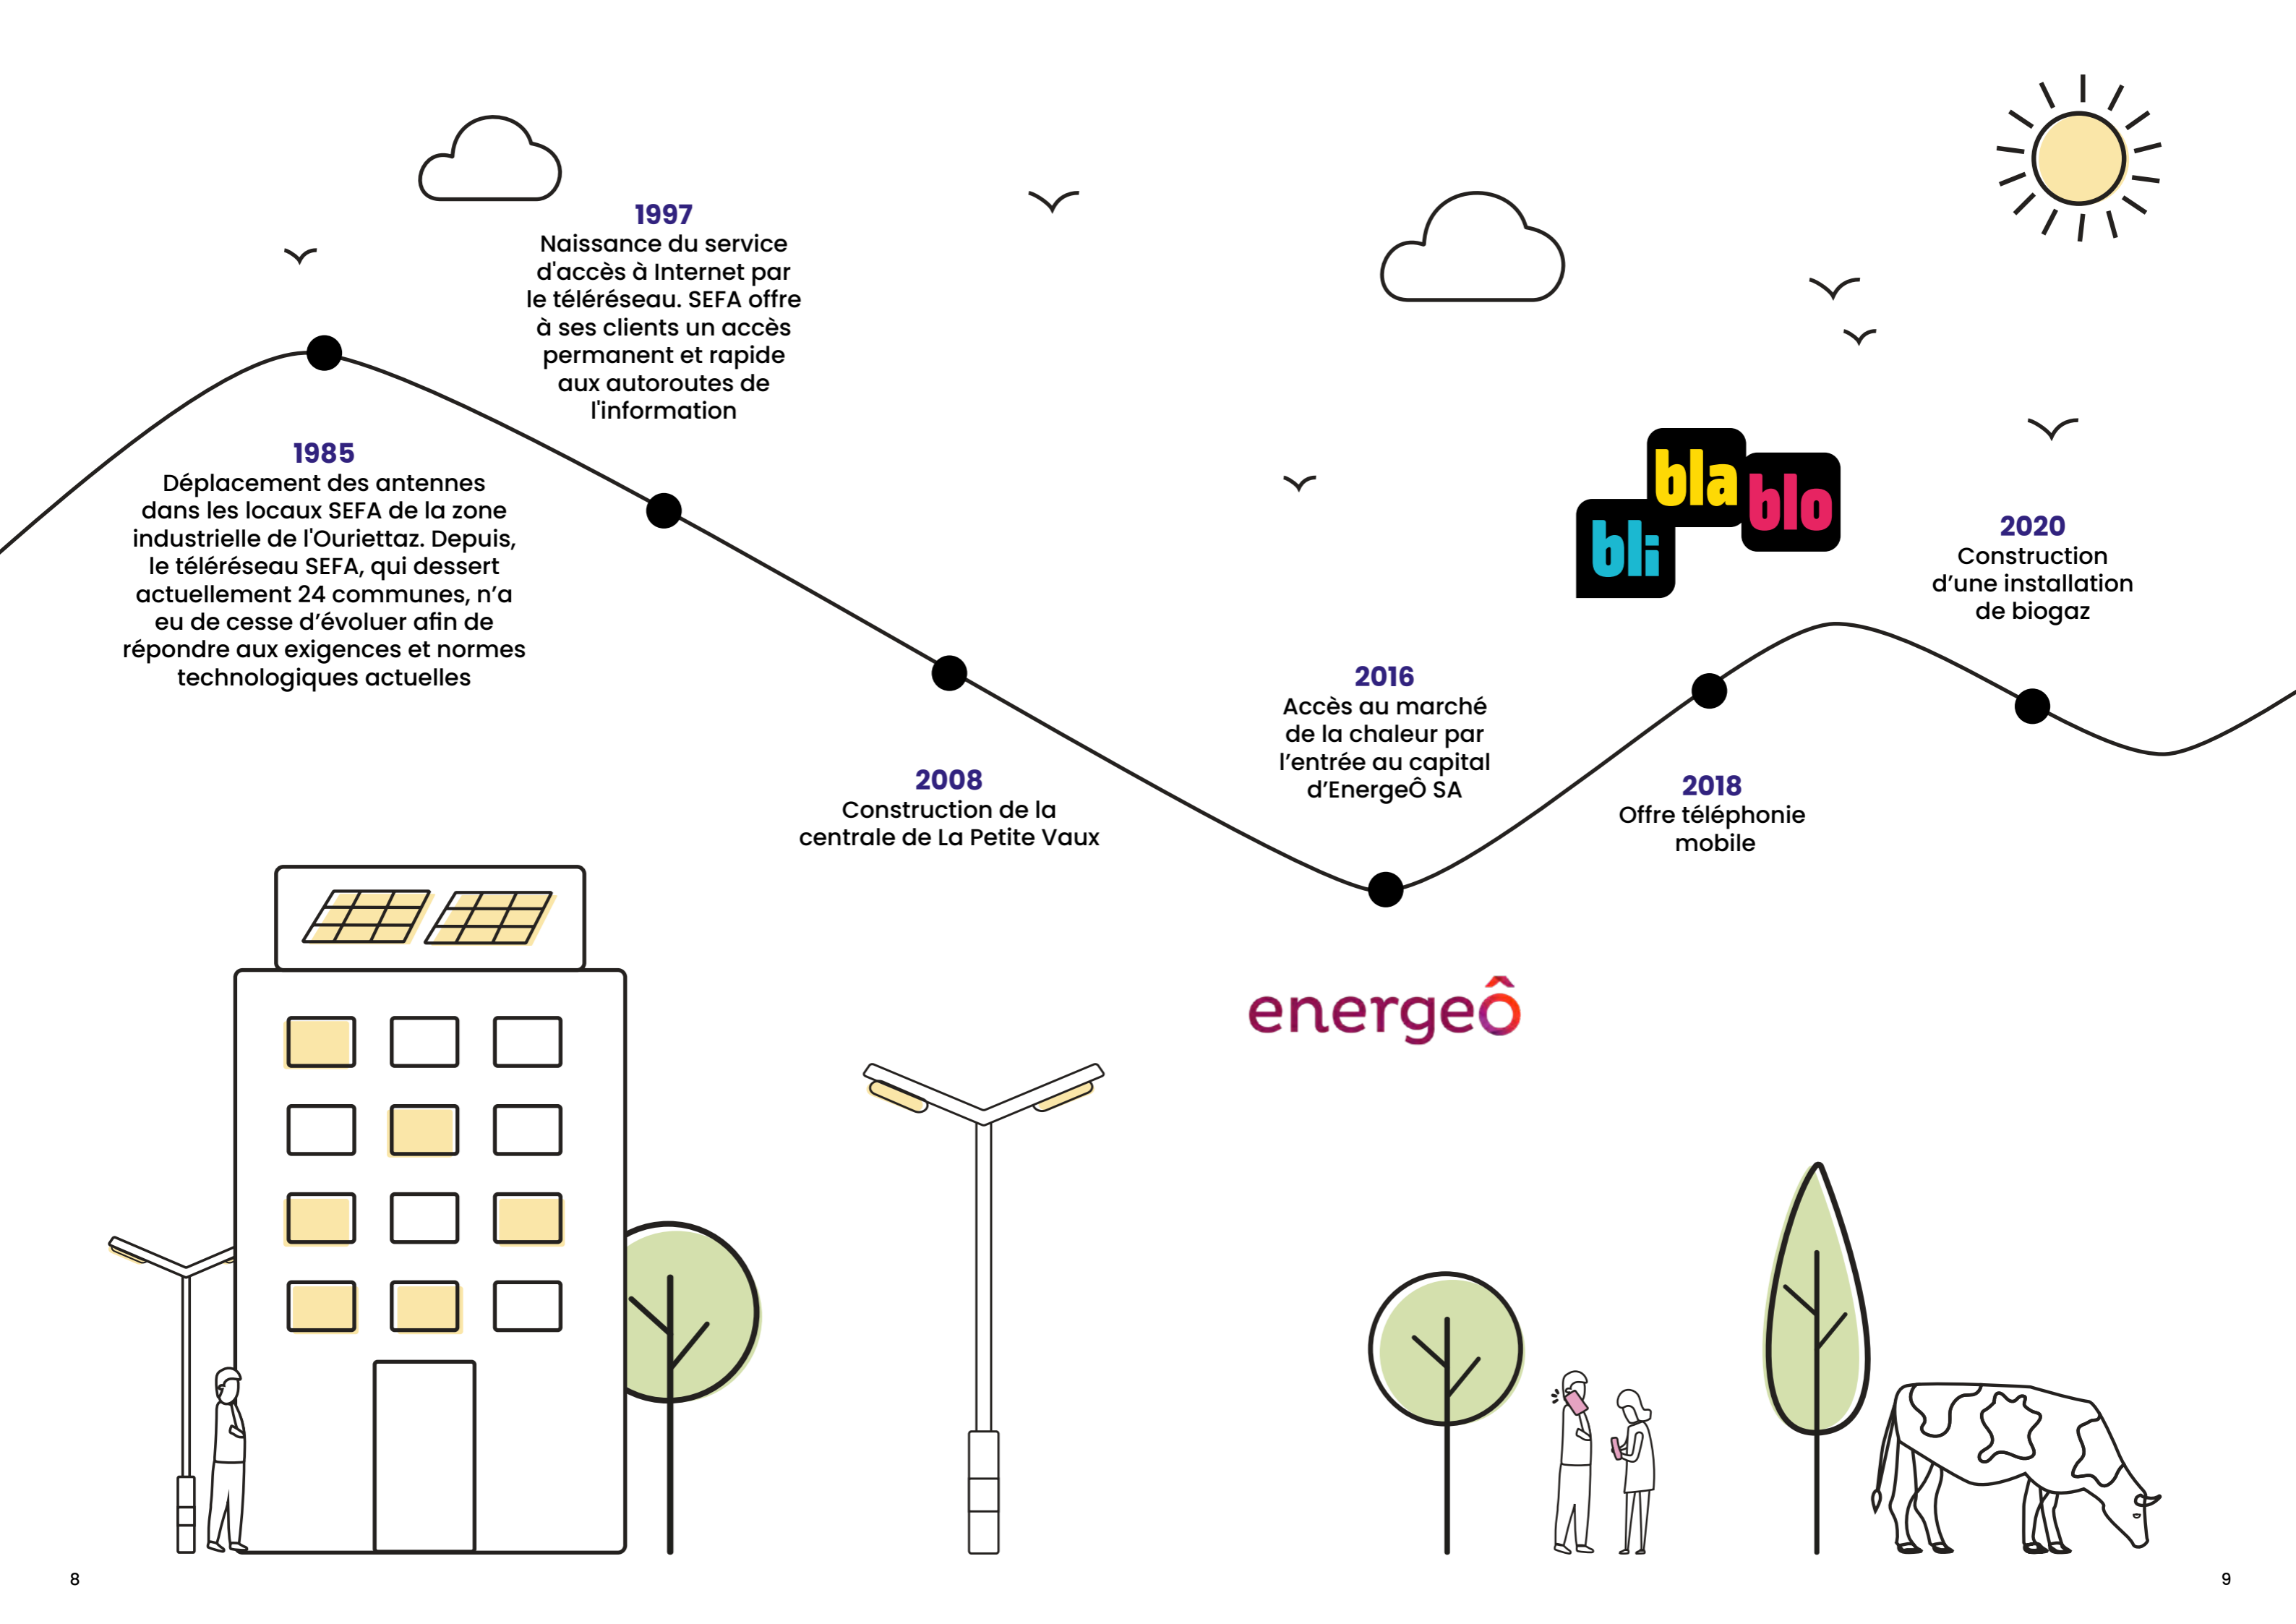 1985
Déplacement des antennes
dans les locaux SEFA de la zone
industrielle de l'Ouriettaz. Depuis,
le téléréseau SEFA, qui dessert
actuellement 24 communes, n’a
eu de cesse d’évoluer afin de
répondre aux exigences et normes
technologiques actuelles
1997
Naissance du service
d'accès à Internet par
le téléréseau. SEFA offre
à ses clients un accès
permanent et rapide
aux autoroutes de
l'information
2008
Construction de la
centrale de La Petite Vaux
2016
Accès au marché
de la chaleur par
l’entrée au capital
d’EnergeÔ SA
energeô
bli
bla
blo
2018
Offre téléphonie
mobile
2020
Construction
d’une installation
de biogaz
8
9